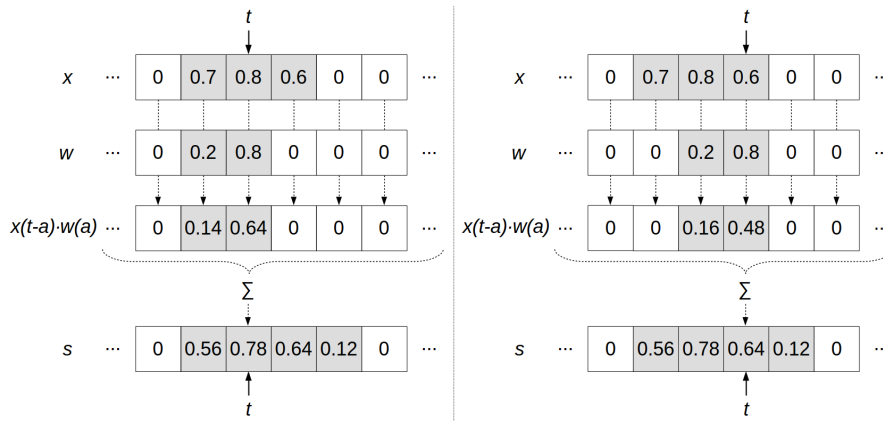 t t
x ... 0 0.7 0.8 0.6 0 0 ... x ... 0 0.7 0.8 0.6 0 0 ...
w ... 0 0.2 0.8 0 0 0 ... w ... 0 0 0.2 0.8 0 0 ...
x(t-a)·w(a) ... 0 0.14 0.64 0 0 0 ... x(t-a)·w(a) ... 0 0 0.16 0.48 0 0 ...
∑ ∑
s ... 0 0.56 0.78 0.64 0.12 0 ... s ... 0 0.56 0.78 0.64 0.12 0 ...
t t